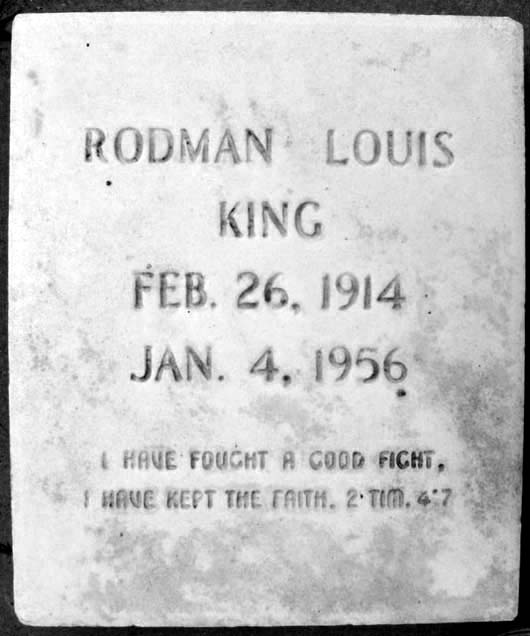 RODMAN LOUIS
KING
FEB. 26, 1914
JAN. 4, 1956
I HAVE FOUGHT A GOOD FIGHT,
I HAVE KEPT THE FAITH. 2 TIM. 4:7